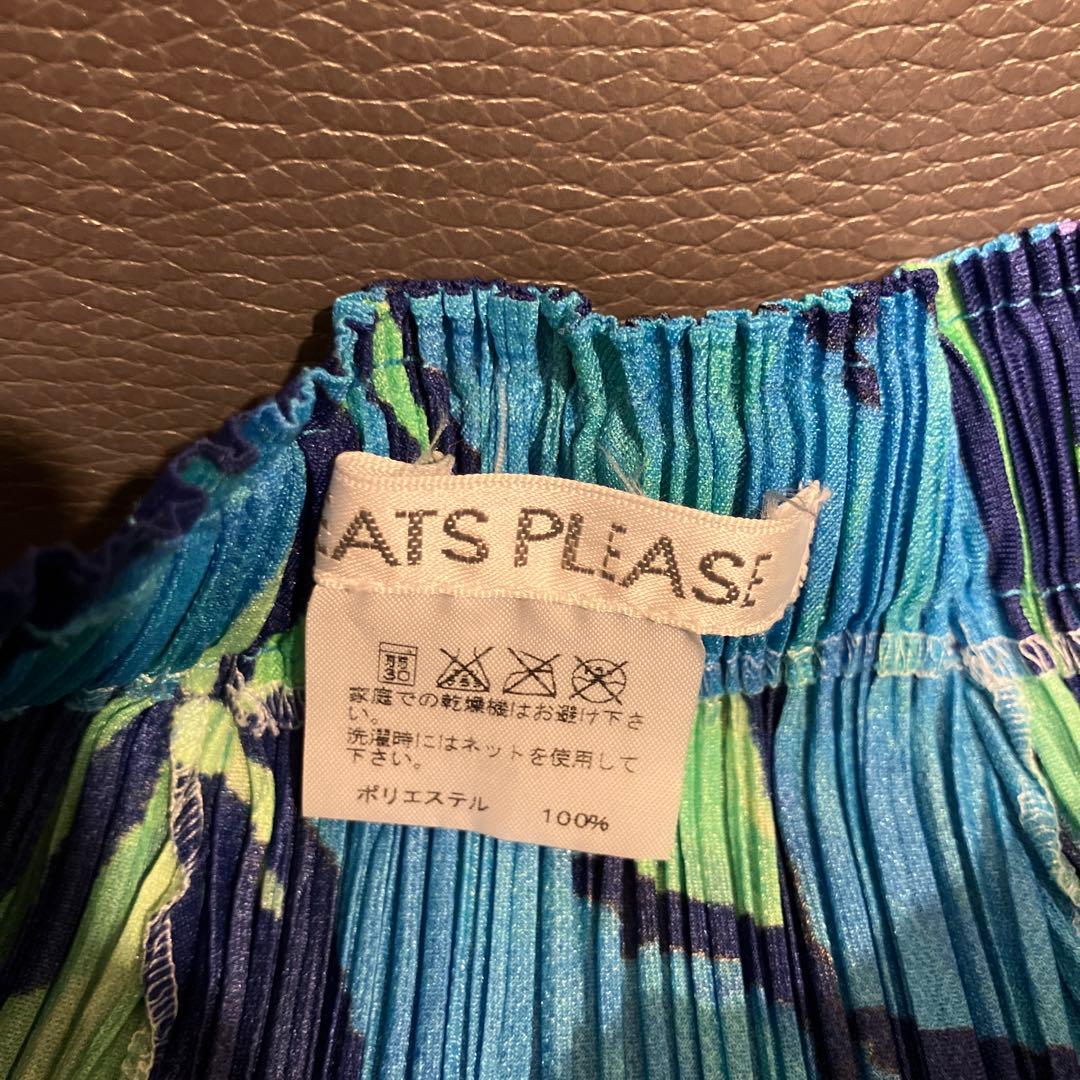 EATS PLEASE
家庭での乾燥機はお避け下さ
い。
洗濯時にはネットを使用して
下さい。
ポリエステル 100%